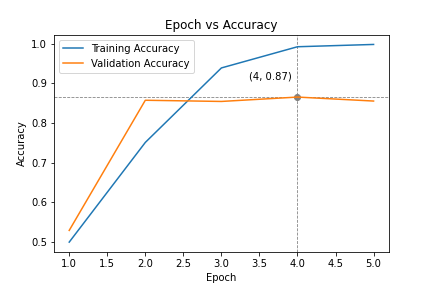 Epoch vs Accuracy
Training Accuracy
Validation Accuracy
(4, 0.87)
Accuracy
1.0
0.9
0.8
0.7
0.6
0.5
1.0 1.5 2.0 2.5 3.0 3.5 4.0 4.5 5.0
Epoch